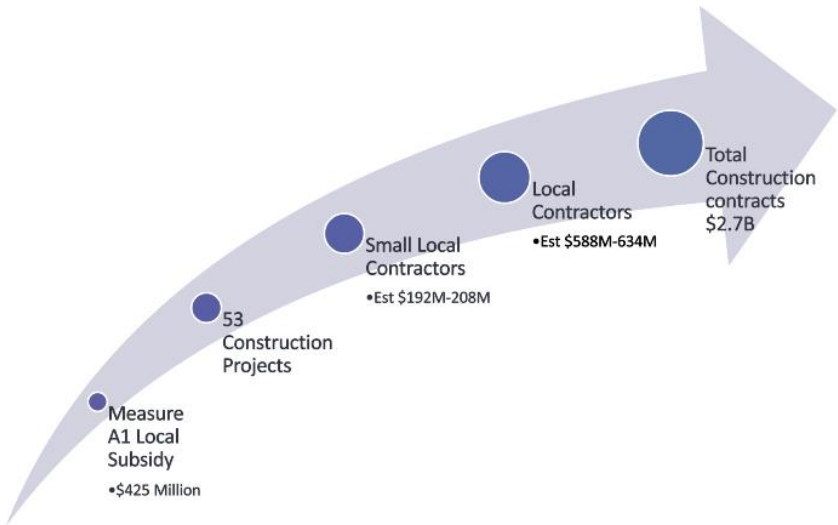 Measure
A1 Local
Subsidy
•$425 Million
53
Construction
Projects
Small Local
Contractors
•Est $192M-208M
Local
Contractors
•Est $588M-634M
Total
Construction
contracts
$2.7B